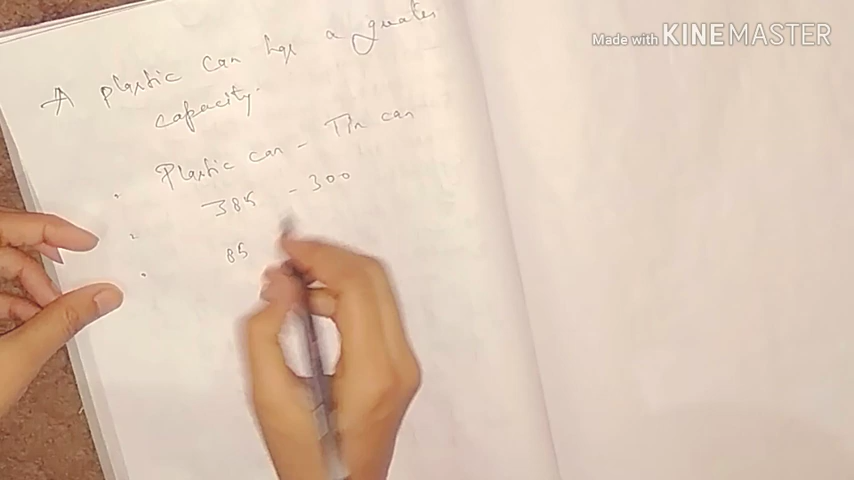 Made with KINEMASTER
A plastic can has a greater
capacity.
Plastic can - Tin can
385 - 300
85